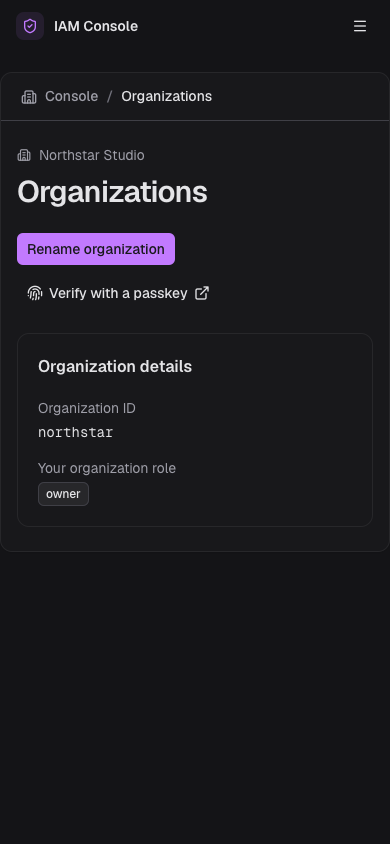 IAM Console
Console / Organizations
Northstar Studio
Organizations
Rename organization
Verify with a passkey
Organization details
Organization ID
northstar
Your organization role
owner